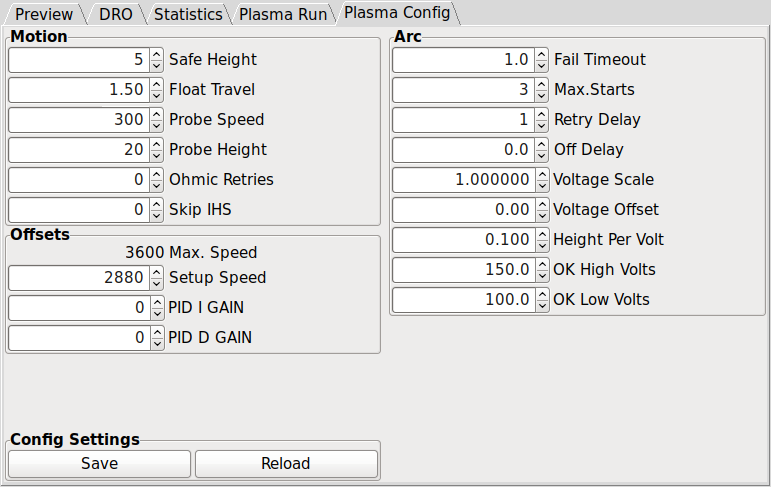 Preview DRO Statistics Plasma Run Plasma Config
Motion
5 Safe Height
1.50 Float Travel
300 Probe Speed
20 Probe Height
0 Ohmic Retries
0 Skip IHS
Offsets
3600 Max. Speed
2880 Setup Speed
0 PID I GAIN
0 PID D GAIN
Config Settings
Save Reload
Arc
1.0 Fail Timeout
3 Max.Starts
1 Retry Delay
0.0 Off Delay
1.000000 Voltage Scale
0.00 Voltage Offset
0.100 Height Per Volt
150.0 OK High Volts
100.0 OK Low Volts